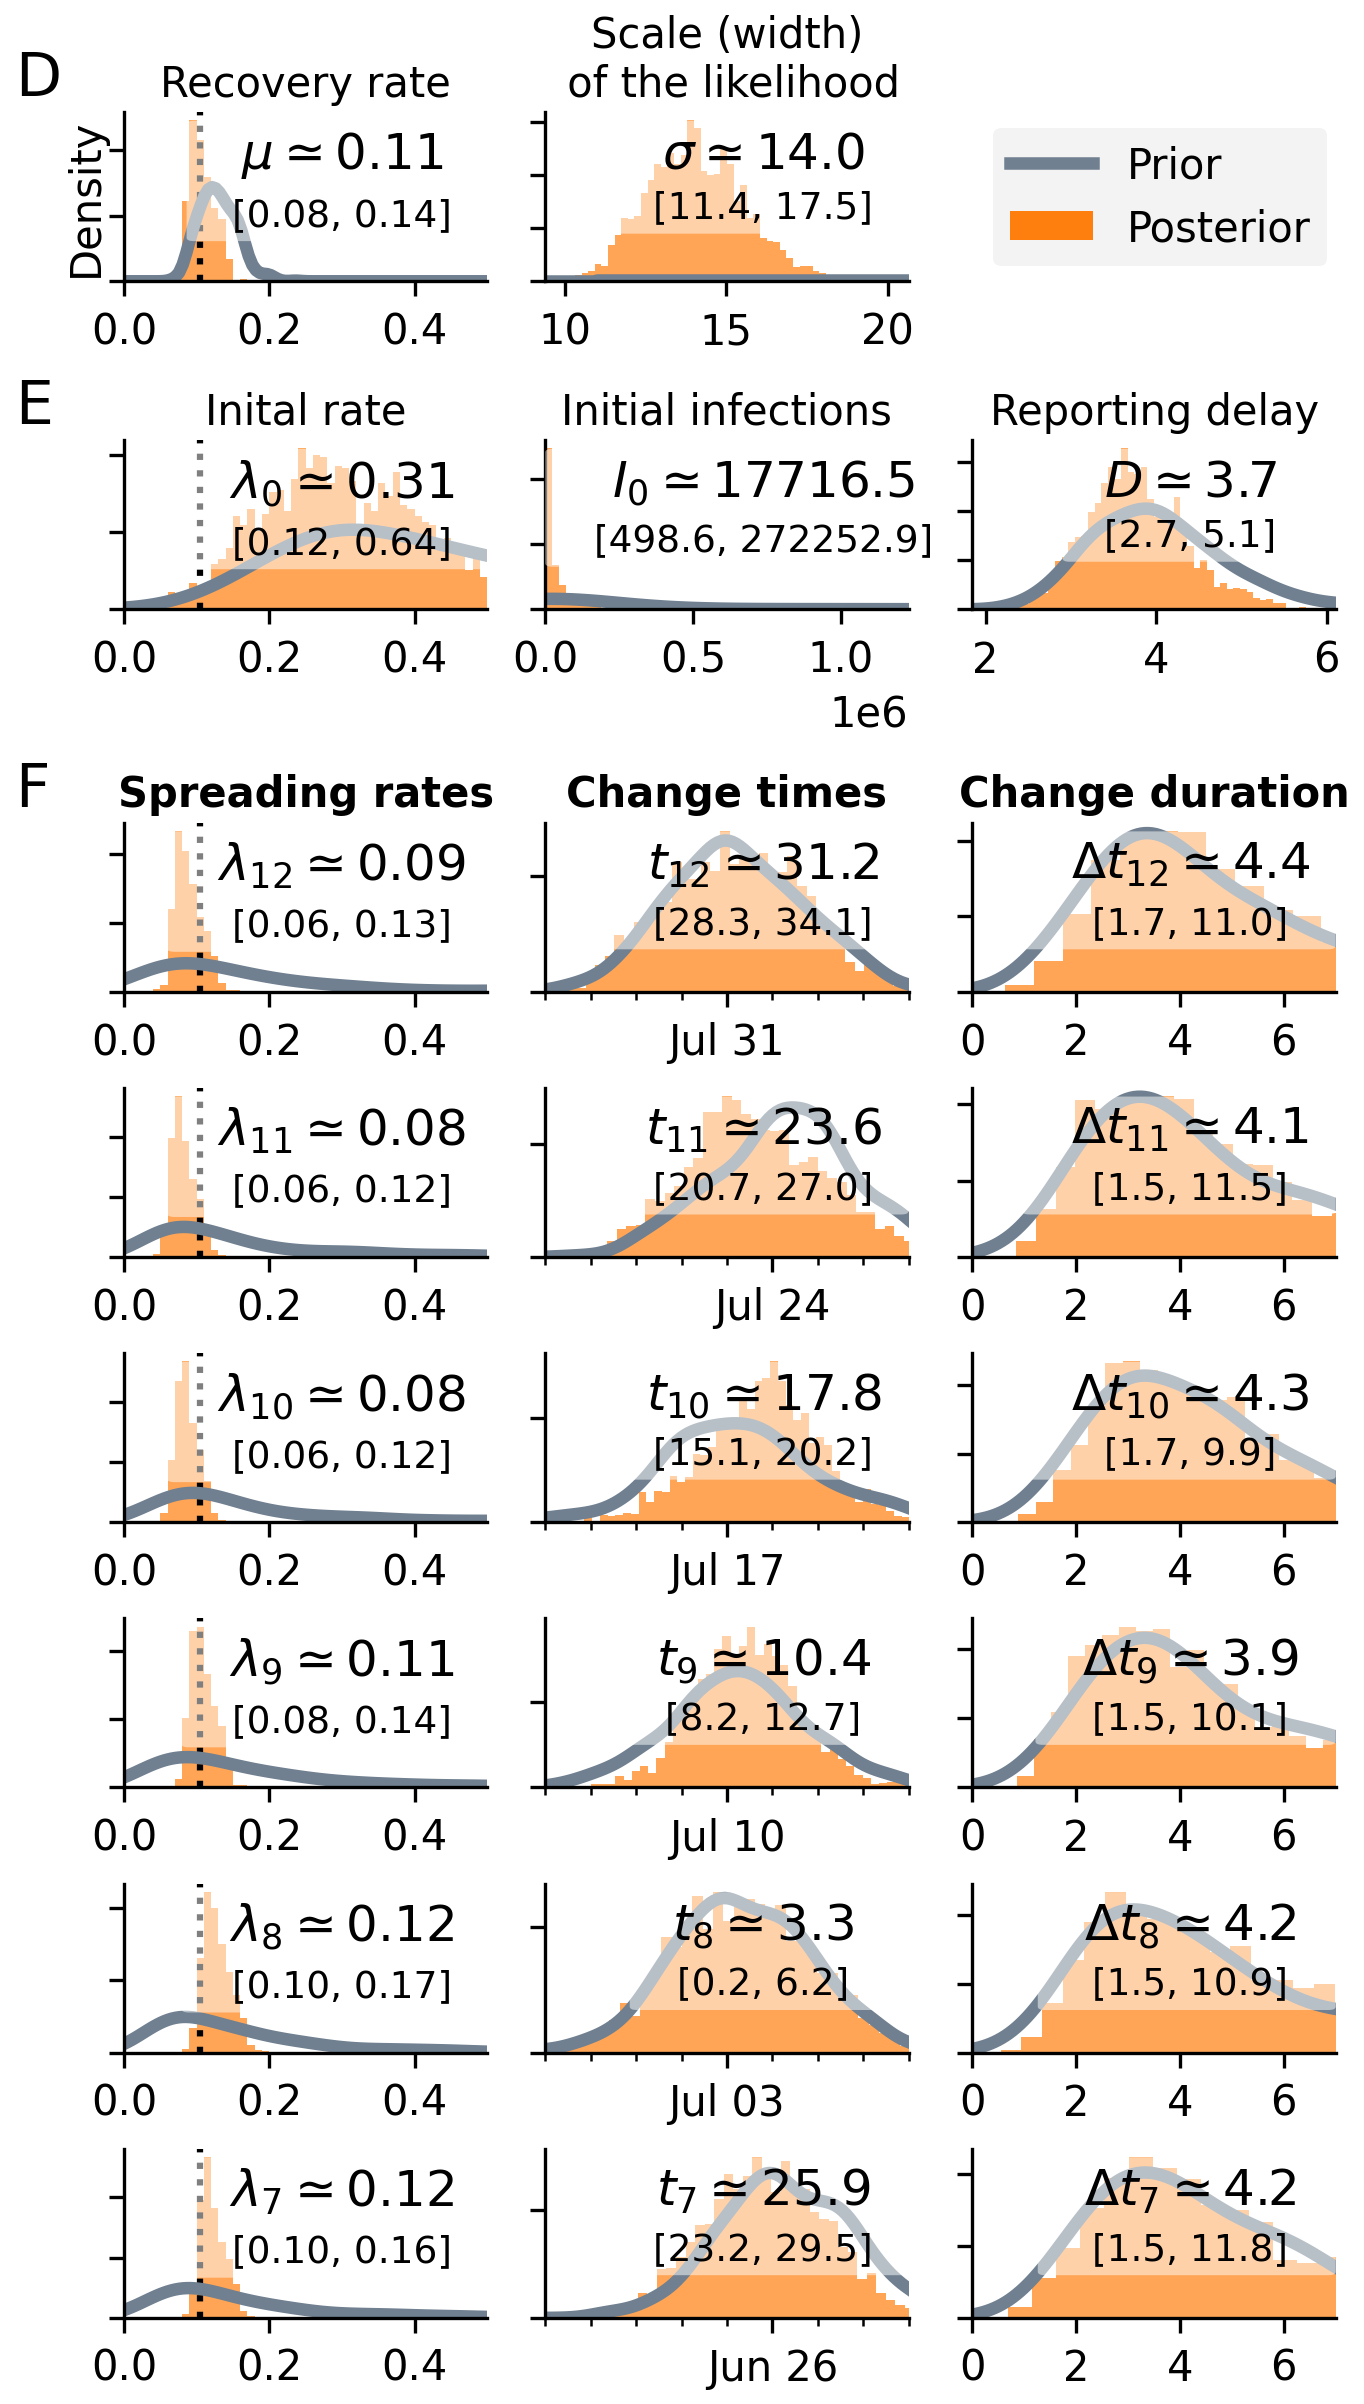 D
Recovery rate
Scale (width)
of the likelihood
Density
μ ≃ 0.11
[0.08, 0.14]
0.0 0.2 0.4
σ ≃ 14.0
[11.4, 17.5]
10 15 20
Prior
Posterior
E
Inital rate
λ0 ≃ 0.31
[0.12, 0.64]
0.0 0.2 0.4
Initial infections
I0 ≃ 17716.5
[498.6, 272252.9]
0.0 0.5 1.0
1e6
Reporting delay
D ≃ 3.7
[2.7, 5.1]
2 4 6
F
Spreading rates
Change times
Change duration
λ12 ≃ 0.09
[0.06, 0.13]
0.0 0.2 0.4
t12 ≃ 31.2
[28.3, 34.1]
Jul 31
Δt12 ≃ 4.4
[1.7, 11.0]
0 2 4 6
λ11 ≃ 0.08
[0.06, 0.12]
0.0 0.2 0.4
t11 ≃ 23.6
[20.7, 27.0]
Jul 24
Δt11 ≃ 4.1
[1.5, 11.5]
0 2 4 6
λ10 ≃ 0.08
[0.06, 0.12]
0.0 0.2 0.4
t10 ≃ 17.8
[15.1, 20.2]
Jul 17
Δt10 ≃ 4.3
[1.7, 9.9]
0 2 4 6
λ9 ≃ 0.11
[0.08, 0.14]
0.0 0.2 0.4
t9 ≃ 10.4
[8.2, 12.7]
Jul 10
Δt9 ≃ 3.9
[1.5, 10.1]
0 2 4 6
λ8 ≃ 0.12
[0.10, 0.17]
0.0 0.2 0.4
t8 ≃ 3.3
[0.2, 6.2]
Jul 03
Δt8 ≃ 4.2
[1.5, 10.9]
0 2 4 6
λ7 ≃ 0.12
[0.10, 0.16]
0.0 0.2 0.4
t7 ≃ 25.9
[23.2, 29.5]
Jun 26
Δt7 ≃ 4.2
[1.5, 11.8]
0 2 4 6